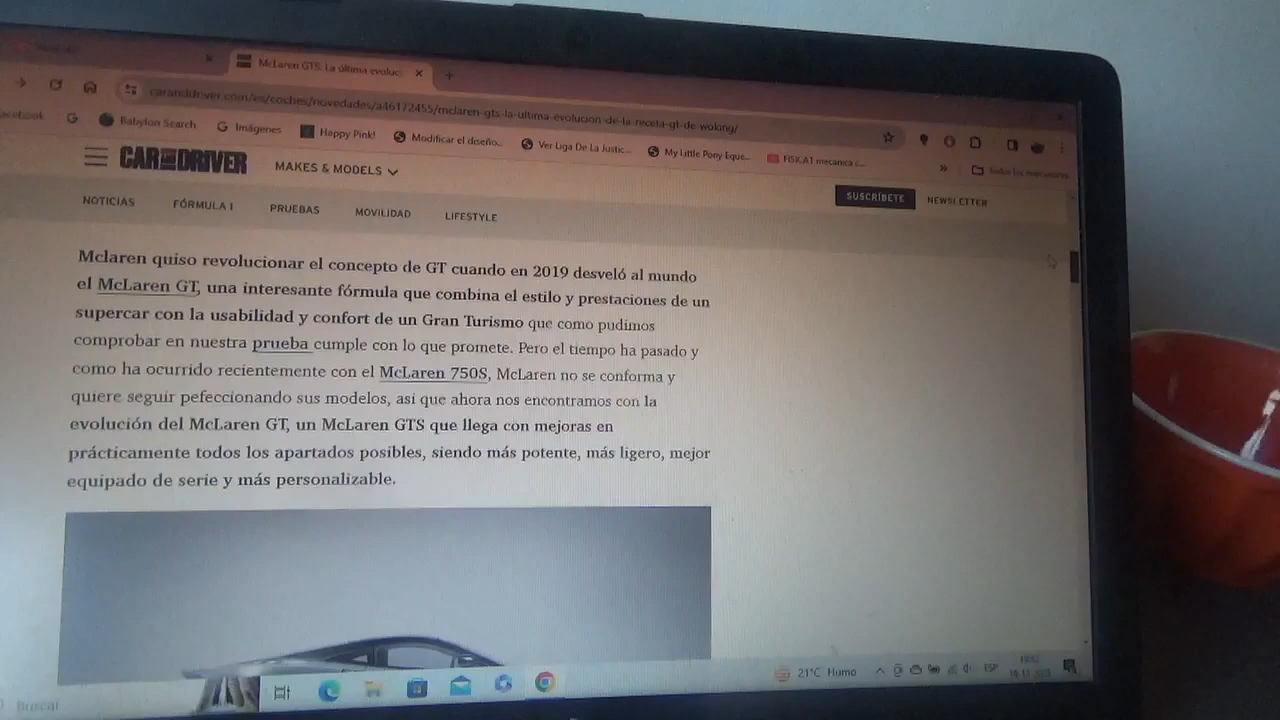 McLaren GTS: La última evoluc
caranddriver.com/es/coches/novedades/a46172455/mclaren-gts-la-ultima-evolucion-de-la-receta-gt-de-woking/
Babylon Search
Imágenes
Happy Pink!
Modificar el diseño...
Ver Liga De La Justic...
My Little Pony Eque...
FISICA1 mecanica c...
»
CAR AND DRIVER
MAKES & MODELS
SUSCRÍBETE
NEWSLETTER
NOTICIAS
FÓRMULA 1
PRUEBAS
MOVILIDAD
LIFESTYLE
Mclaren quiso revolucionar el concepto de GT cuando en 2019 desveló al mundo
el McLaren GT, una interesante fórmula que combina el estilo y prestaciones de un
supercar con la usabilidad y confort de un Gran Turismo que como pudimos
comprobar en nuestra prueba cumple con lo que promete. Pero el tiempo ha pasado y
como ha ocurrido recientemente con el McLaren 750S, McLaren no se conforma y
quiere seguir pefeccionando sus modelos, asi que ahora nos encontramos con la
evolución del McLaren GT, un McLaren GTS que llega con mejoras en
prácticamente todos los apartados posibles, siendo más potente, más ligero, mejor
equipado de serie y más personalizable.
Buscar
21°C Humo
ESP